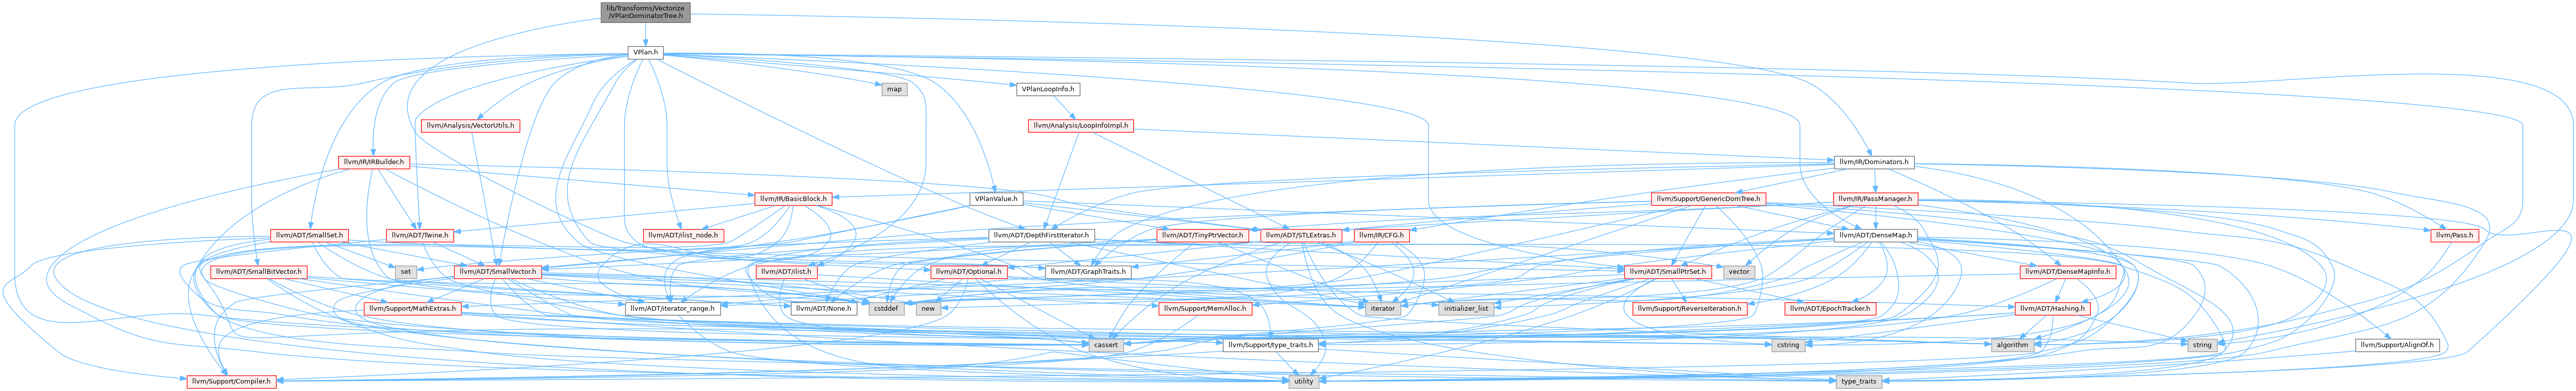 lib/Transforms/Vectorize
/VPlanDominatorTree.h
VPlan.h
map
VPlanLoopInfo.h
llvm/Analysis/VectorUtils.h
llvm/Analysis/LoopInfoImpl.h
llvm/IR/IRBuilder.h
llvm/IR/Dominators.h
llvm/IR/BasicBlock.h
VPlanValue.h
llvm/Support/GenericDomTree.h
llvm/IR/PassManager.h
llvm/ADT/SmallSet.h
llvm/ADT/Twine.h
llvm/ADT/ilist_node.h
llvm/ADT/DepthFirstIterator.h
llvm/ADT/TinyPtrVector.h
llvm/ADT/STLExtras.h
llvm/IR/CFG.h
llvm/ADT/DenseMap.h
llvm/Pass.h
llvm/ADT/SmallBitVector.h
set
llvm/ADT/SmallVector.h
llvm/ADT/ilist.h
llvm/ADT/Optional.h
llvm/ADT/GraphTraits.h
llvm/ADT/SmallPtrSet.h
vector
llvm/ADT/DenseMapInfo.h
llvm/Support/MathExtras.h
llvm/ADT/iterator_range.h
llvm/ADT/None.h
cstddef
new
llvm/Support/MemAlloc.h
iterator
initializer_list
llvm/Support/ReverseIteration.h
llvm/ADT/EpochTracker.h
llvm/ADT/Hashing.h
cassert
llvm/Support/type_traits.h
cstring
algorithm
string
llvm/Support/AlignOf.h
llvm/Support/Compiler.h
utility
type_traits